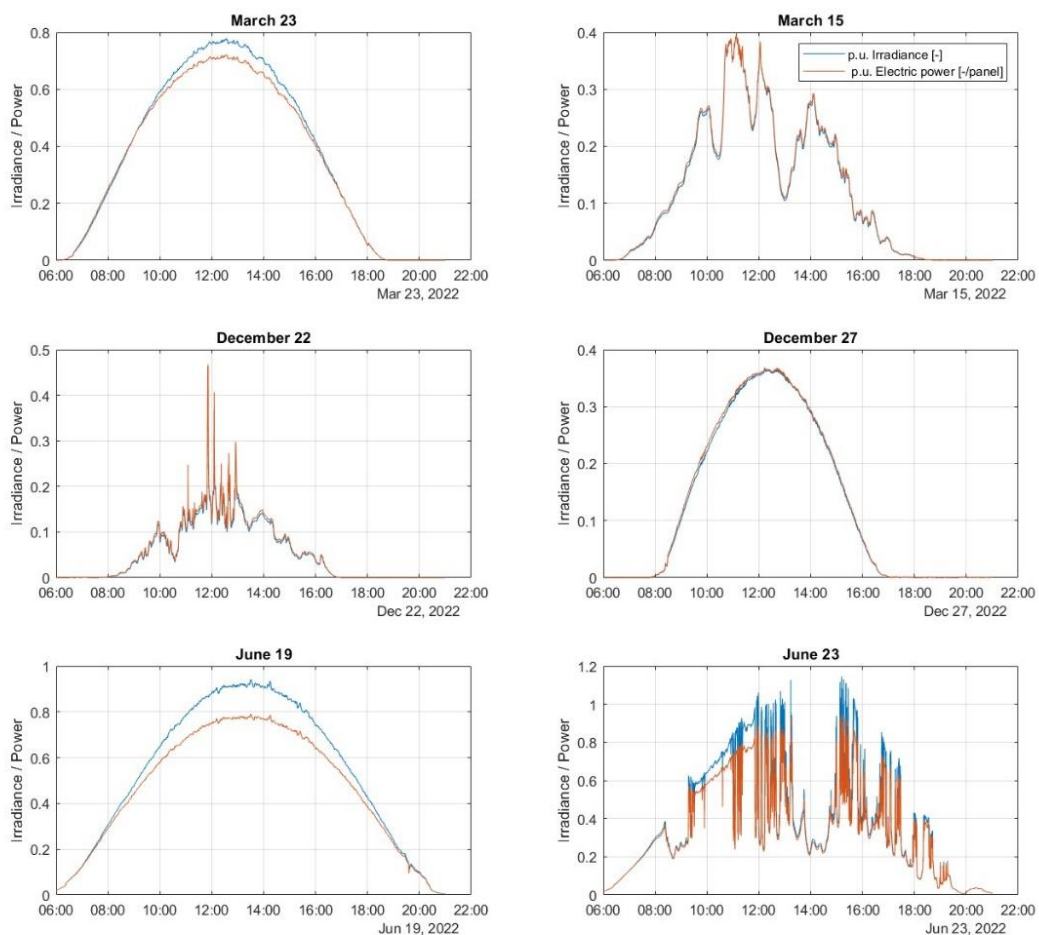 March 23
0.8
0.6
0.4
0.2
0
Irradiance / Power
06:00 08:00 10:00 12:00 14:00 16:00 18:00 20:00 22:00
Mar 23, 2022
March 15
0.4
0.3
0.2
0.1
0
Irradiance / Power
p.u. Irradiance [-]
p.u. Electric power [-/panel]
06:00 08:00 10:00 12:00 14:00 16:00 18:00 20:00 22:00
Mar 15, 2022
December 22
0.5
0.4
0.3
0.2
0.1
0
Irradiance / Power
06:00 08:00 10:00 12:00 14:00 16:00 18:00 20:00 22:00
Dec 22, 2022
December 27
0.4
0.3
0.2
0.1
0
Irradiance / Power
06:00 08:00 10:00 12:00 14:00 16:00 18:00 20:00 22:00
Dec 27, 2022
June 19
1
0.8
0.6
0.4
0.2
0
Irradiance / Power
06:00 08:00 10:00 12:00 14:00 16:00 18:00 20:00 22:00
Jun 19, 2022
June 23
1.2
1
0.8
0.6
0.4
0.2
0
Irradiance / Power
06:00 08:00 10:00 12:00 14:00 16:00 18:00 20:00 22:00
Jun 23, 2022